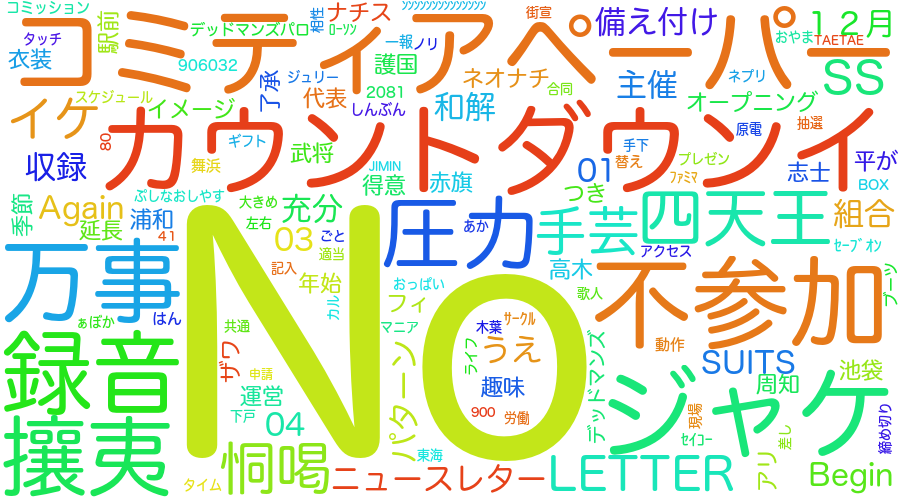 コミッション
タッチ
衣装
コミティアペーパー
駅前
デッドマンズパロ
906032
相性
ナチス
ローソン
ｼﾝｼﾝｼﾝｼﾝｼﾝｼﾝｼﾝ
一報
ノリ
護国
街宣
備え付け
12月
おやま
TAETAE
SS
イケ
スケジュール
イメージ
了承
ジュリー
代表
2081
しんぶん
ネオナチ
合同
和解
主催
ネプリ
オープニング
カウントダウンイ
80
ギフト
原電
抽選
収録
舞浜
武将
JIMIN
得意
赤旗
手下
替え
01
ﾌｧﾐﾏ
プレゼン
志士
平が
BOX
季節
Again
ぷしなおしやす
延長
浦和
41
大きめ
左右
充分
03
ごと
適当
圧力
あか
つき
手芸
四天王
アクセス
組合
ｾｰﾌﾞｵﾝ
万事
ぁぽか
はん
No
記入
年始
カル
おっぱい
フィ
マニア
高木
歌人
不参加
ブーツ
録音
共通
ザワ
申請
運営
下戸
04
木葉
ｻｰｸﾙ
うえ
ライフ
趣味
900
労働
パターン
東海
デッドマンズ
動作
SUITS
周知
池袋
ジャケ
現場
ｾｲｺｰ
差し
締め切り
攘夷
タイム
恫喝
ニュースレター
LETTER
アリ
Begin